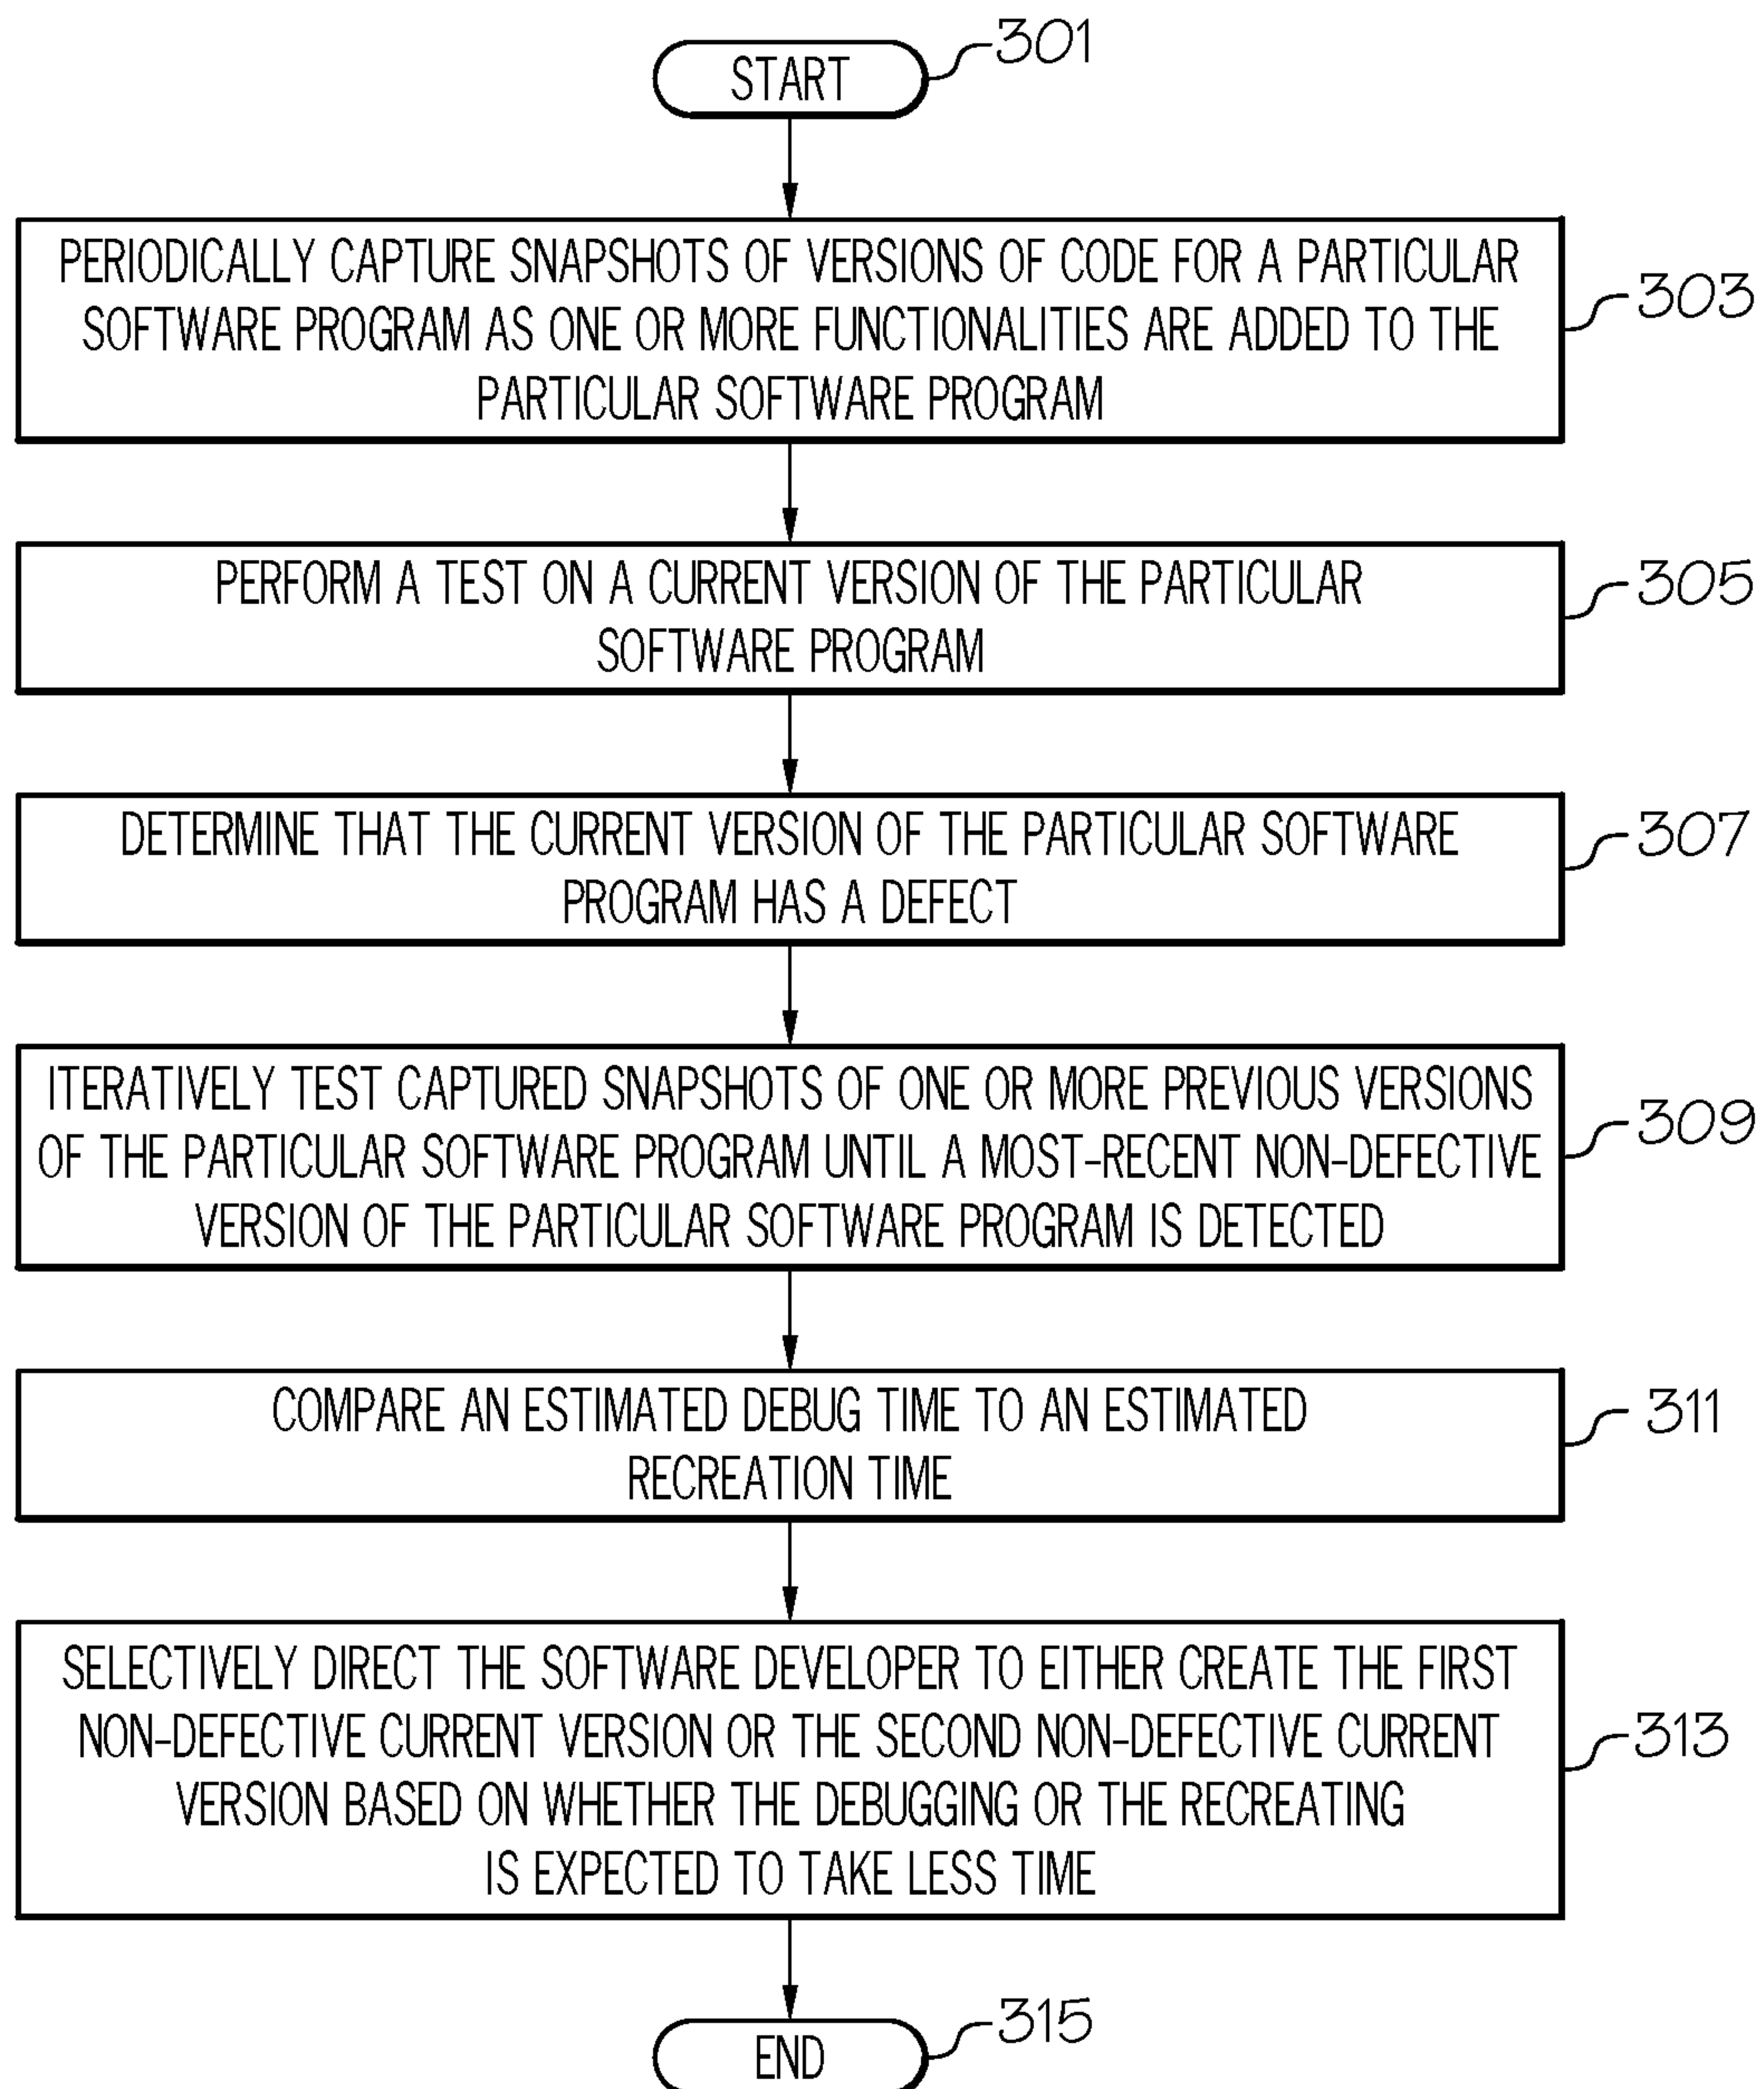 START
301
PERIODICALLY CAPTURE SNAPSHOTS OF VERSIONS OF CODE FOR A PARTICULAR
SOFTWARE PROGRAM AS ONE OR MORE FUNCTIONALITIES ARE ADDED TO THE
PARTICULAR SOFTWARE PROGRAM
303
PERFORM A TEST ON A CURRENT VERSION OF THE PARTICULAR
SOFTWARE PROGRAM
305
DETERMINE THAT THE CURRENT VERSION OF THE PARTICULAR SOFTWARE
PROGRAM HAS A DEFECT
307
ITERATIVELY TEST CAPTURED SNAPSHOTS OF ONE OR MORE PREVIOUS VERSIONS
OF THE PARTICULAR SOFTWARE PROGRAM UNTIL A MOST-RECENT NON-DEFECTIVE
VERSION OF THE PARTICULAR SOFTWARE PROGRAM IS DETECTED
309
COMPARE AN ESTIMATED DEBUG TIME TO AN ESTIMATED
RECREATION TIME
311
SELECTIVELY DIRECT THE SOFTWARE DEVELOPER TO EITHER CREATE THE FIRST
NON-DEFECTIVE CURRENT VERSION OR THE SECOND NON-DEFECTIVE CURRENT
VERSION BASED ON WHETHER THE DEBUGGING OR THE RECREATING
IS EXPECTED TO TAKE LESS TIME
313
END
315